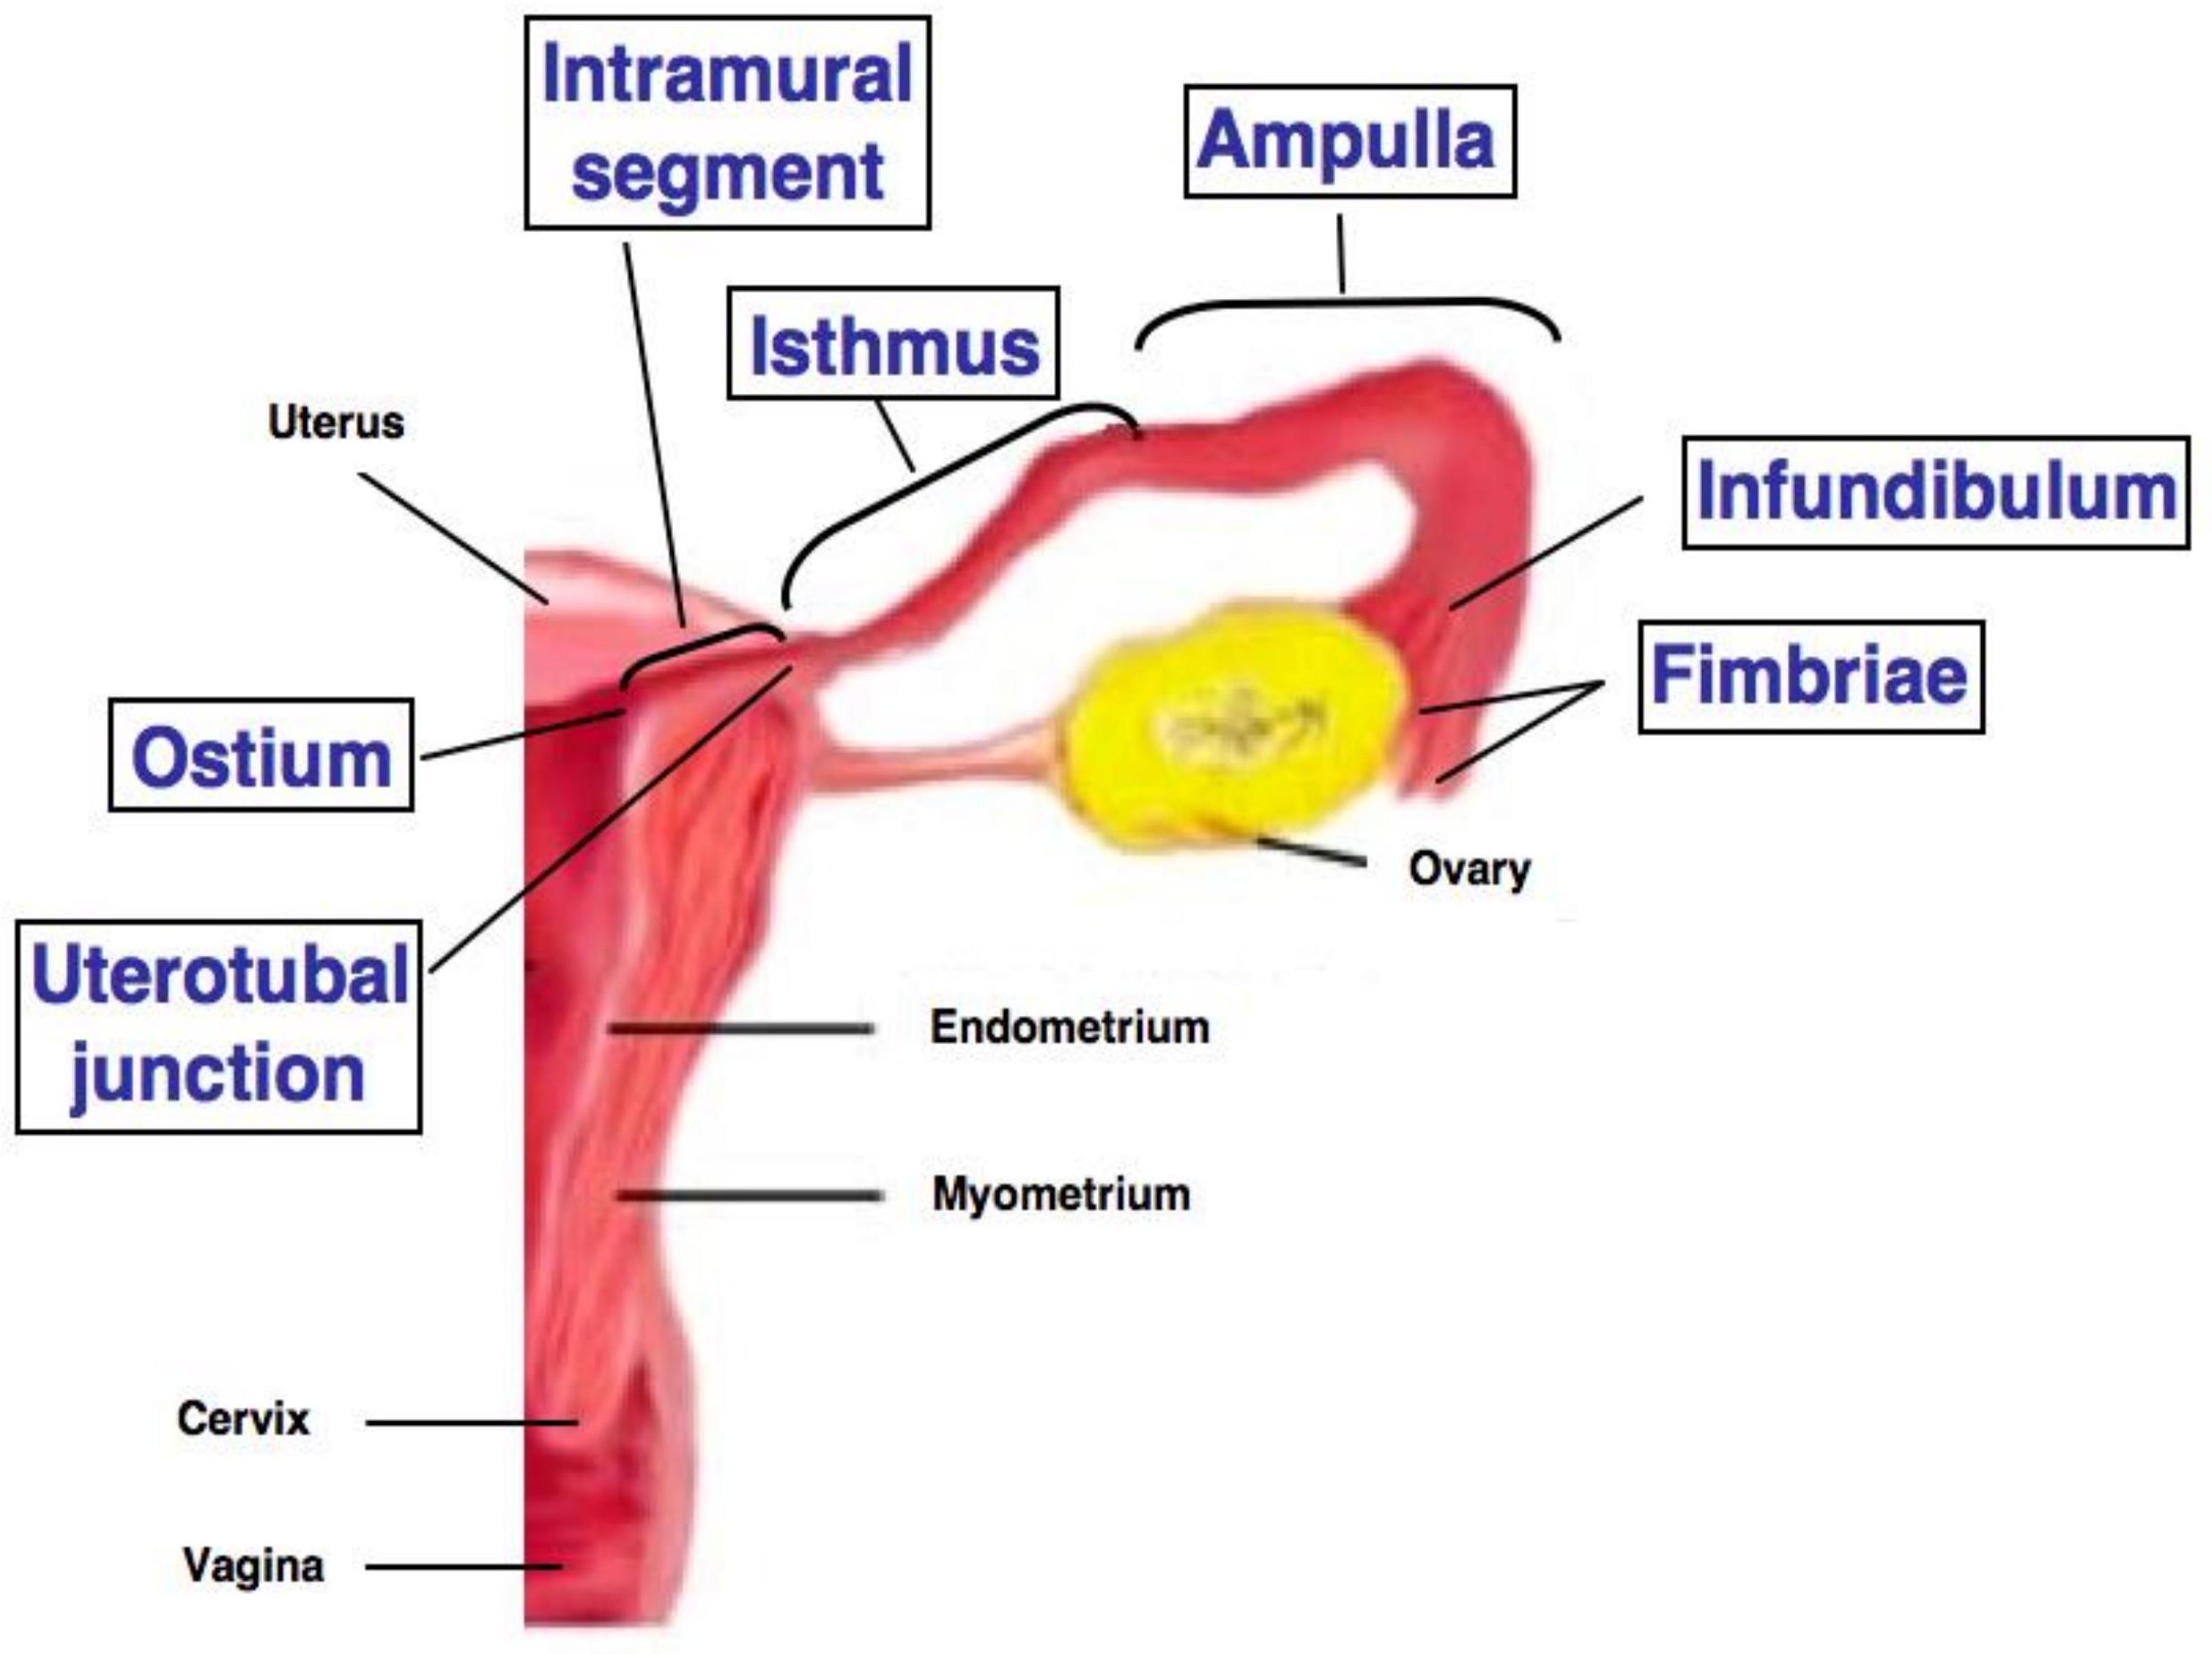 Intramural
segment
Ampulla
Isthmus
Uterus
Infundibulum
Fimbriae
Ostium
Ovary
Uterotubal
junction
Endometrium
Myometrium
Cervix
Vagina